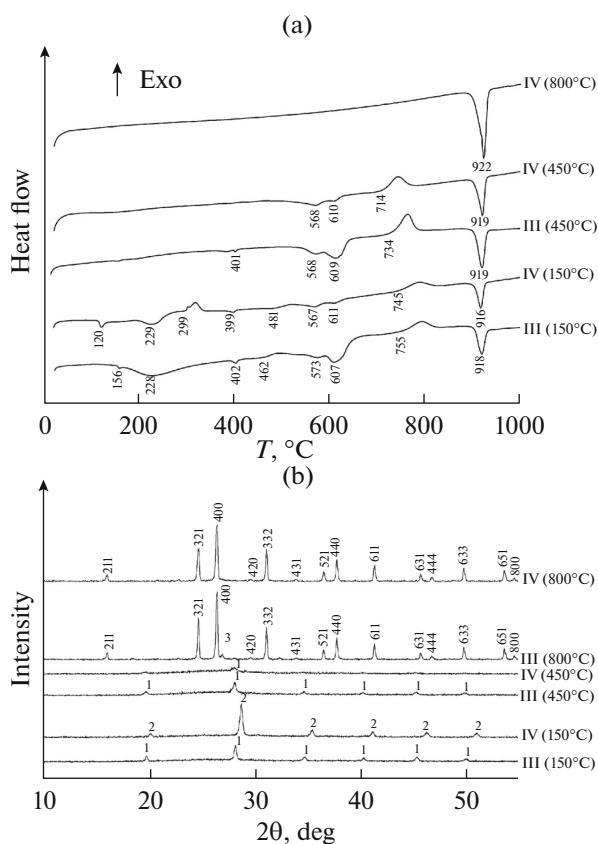 (a)
Exo
Heat flow
IV (800°C)
922
IV (450°C)
568
610
714
919
III (450°C)
401
568
609
734
919
IV (150°C)
120
229
299
399
481
567
611
745
916
III (150°C)
156
228
402
462
573
607
755
918
0 200 400 600 800 1000
T, °C
(b)
Intensity
211
321
400
420
332
431
521
440
611
631
444
633
651
800
IV (800°C)
211
321
400
3
420
332
431
521
440
611
631
444
633
651
800
III (800°C)
1
IV (450°C)
1 1 1 1 1 1
III (450°C)
2 2 2 2 2 2
IV (150°C)
1 1 1 1 1 1
III (150°C)
10 20 30 40 50
2θ, deg